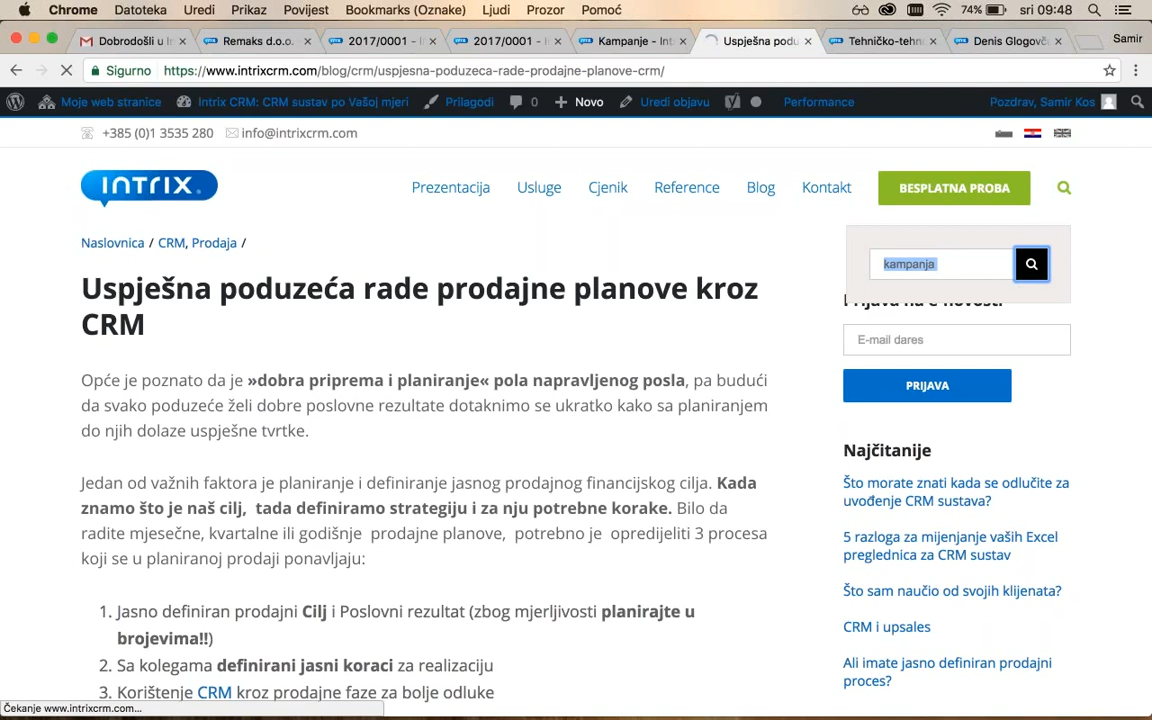 Chrome Datoteka Uredi Prikaz Povijest Bookmarks (Oznake) Ljudi Prozor Pomoć 74% sri 09:48
Dobrodošli u In Remaks d.o.o. 2017/0001 - In 2017/0001 - In Kampanje - Intr Uspješna podu Tehničko-tehn Denis Glogovče Samir
Sigurno https://www.intrixcrm.com/blog/crm/uspjesna-poduzeca-rade-prodajne-planove-crm/
Moje web stranice Intrix CRM: CRM sustav po Vašoj mjeri Prilagodi 0 Novo Uredi objavu Performance Pozdrav, Samir Kos
+385 (0)1 3535 280 info@intrixcrm.com
INTRIX Prezentacija Usluge Cjenik Reference Blog Kontakt BESPLATNA PROBA
Naslovnica / CRM, Prodaja /
Uspješna poduzeća rade prodajne planove kroz
CRM
Opće je poznato da je »dobra priprema i planiranje« pola napravljenog posla, pa budući
da svako poduzeće želi dobre poslovne rezultate dotaknimo se ukratko kako sa planiranjem
do njih dolaze uspješne tvrtke.
Jedan od važnih faktora je planiranje i definiranje jasnog prodajnog financijskog cilja. Kada
znamo što je naš cilj, tada definiramo strategiju i za nju potrebne korake. Bilo da
radite mjesečne, kvartalne ili godišnje prodajne planove, potrebno je opredijeliti 3 procesa
koji se u planiranoj prodaji ponavljaju:
1. Jasno definiran prodajni Cilj i Poslovni rezultat (zbog mjerljivosti planirajte u
brojevima!!)
2. Sa kolegama definirani jasni koraci za realizaciju
3. Korištenje CRM kroz prodajne faze za bolje odluke
kampanja
Prijava na e-novosti
E-mail dares
PRIJAVA
Najčitanije
Što morate znati kada se odlučite za
uvođenje CRM sustava?
5 razloga za mijenjanje vaših Excel
preglednica za CRM sustav
Što sam naučio od svojih klijenata?
CRM i upsales
Ali imate jasno definiran prodajni
proces?
Čekanje www.intrixcrm.com...